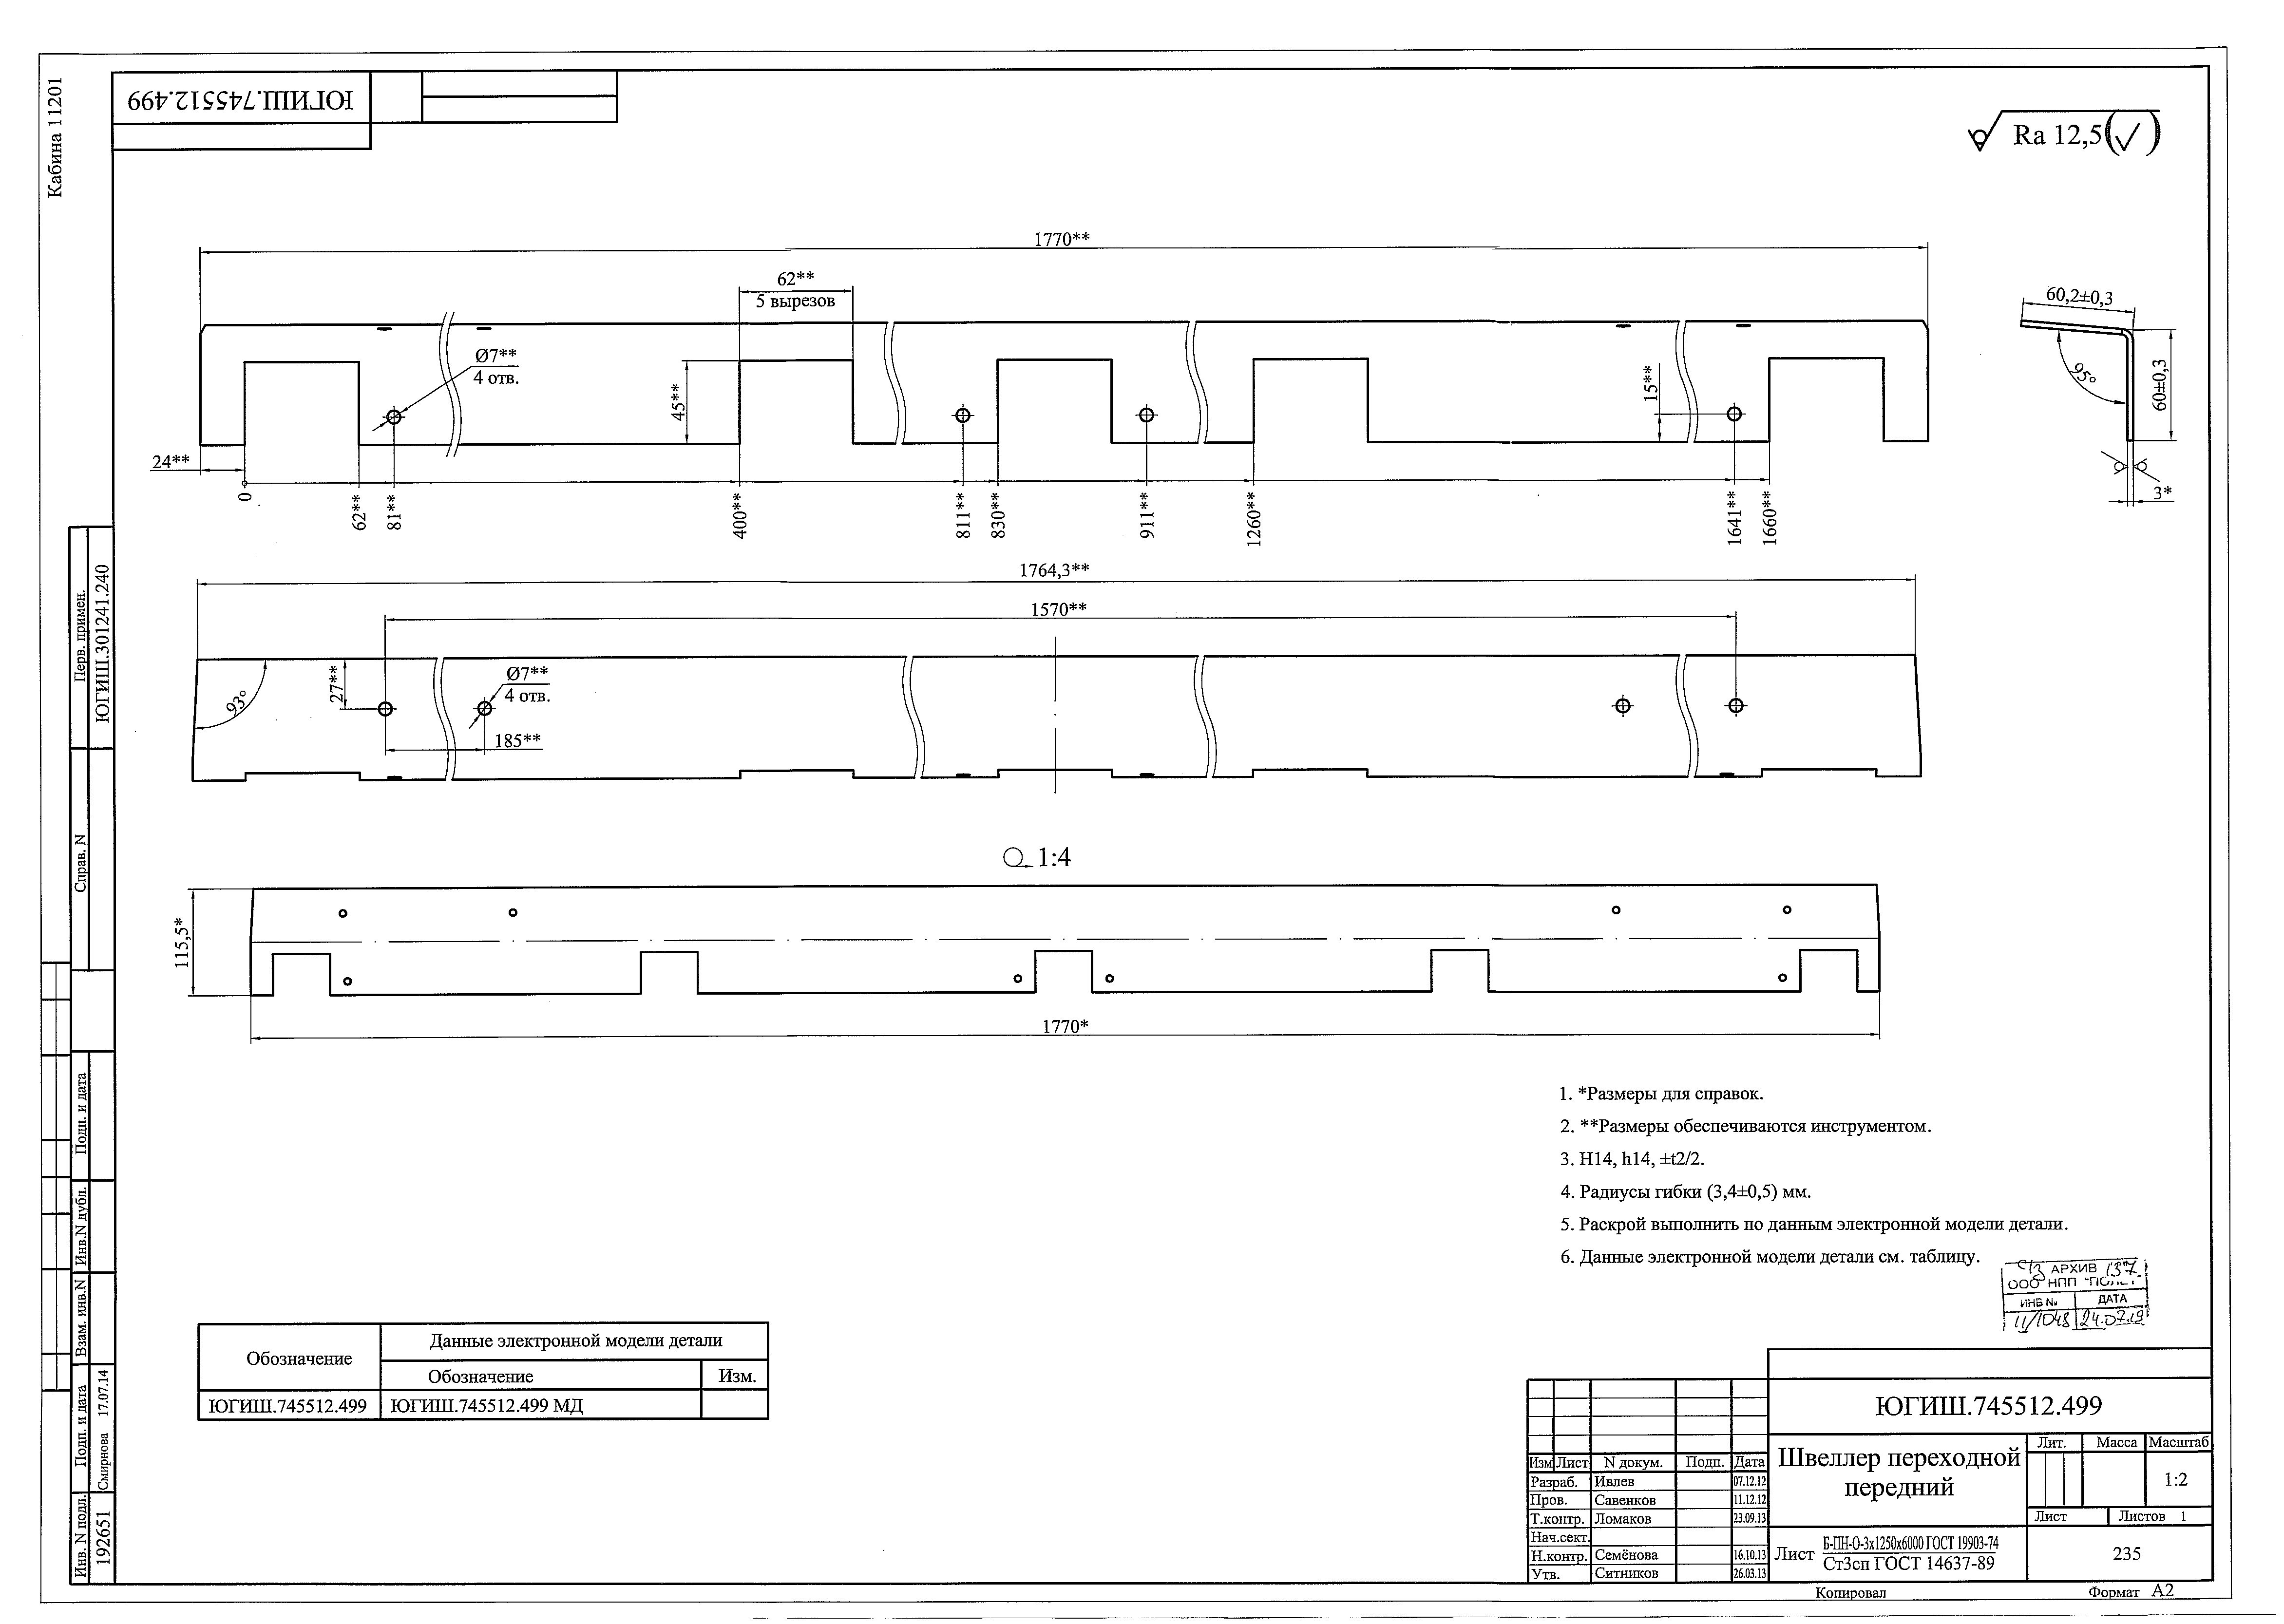 Кабина 11201
ЮГИШ.745512.499
Ra 12,5
1770**
62**
5 вырезов
Ø7**
4 отв.
45**
15**
24**
0
62**
81**
400**
811**
830**
911**
1260**
1641**
1660**
60,2±0,3
95°
60±0,3
3*
1764,3**
1570**
93°
27**
Ø7**
4 отв.
185**
1:4
115,5*
1770*
1. *Размеры для справок.
2. **Размеры обеспечиваются инструментом.
3. H14, h14, ±t2/2.
4. Радиусы гибки (3,4±0,5) мм.
5. Раскрой выполнить по данным электронной модели детали.
6. Данные электронной модели детали см. таблицу.
АРХИВ 137
ООО НПП
ИНВ № ДАТА
11/1048 24.07.19
Обозначение
Данные электронной модели детали
Обозначение Изм.
ЮГИШ.745512.499 ЮГИШ.745512.499 МД
Перв. примен.
ЮГИШ.301241.240
Справ. N
Подп. и дата
Инв.N дубл.
Взам. инв.N
Подп. и дата
Смирнова 17.07.14
Инв. N подл.
192651
ЮГИШ.745512.499
Изм Лист N докум. Подп. Дата
Разраб. Ивлев 07.12.12
Пров. Савенков 11.12.12
Т.контр. Ломаков 23.09.13
Нач.сект.
Н.контр. Семёнова 16.10.13
Утв. Ситников 26.03.13
Швеллер переходной
передний
Лит. Масса Масштаб
1:2
Лист Листов 1
Лист Б-ПН-О-3х1250х6000 ГОСТ 19903-74
Ст3сп ГОСТ 14637-89
235
Копировал Формат А2